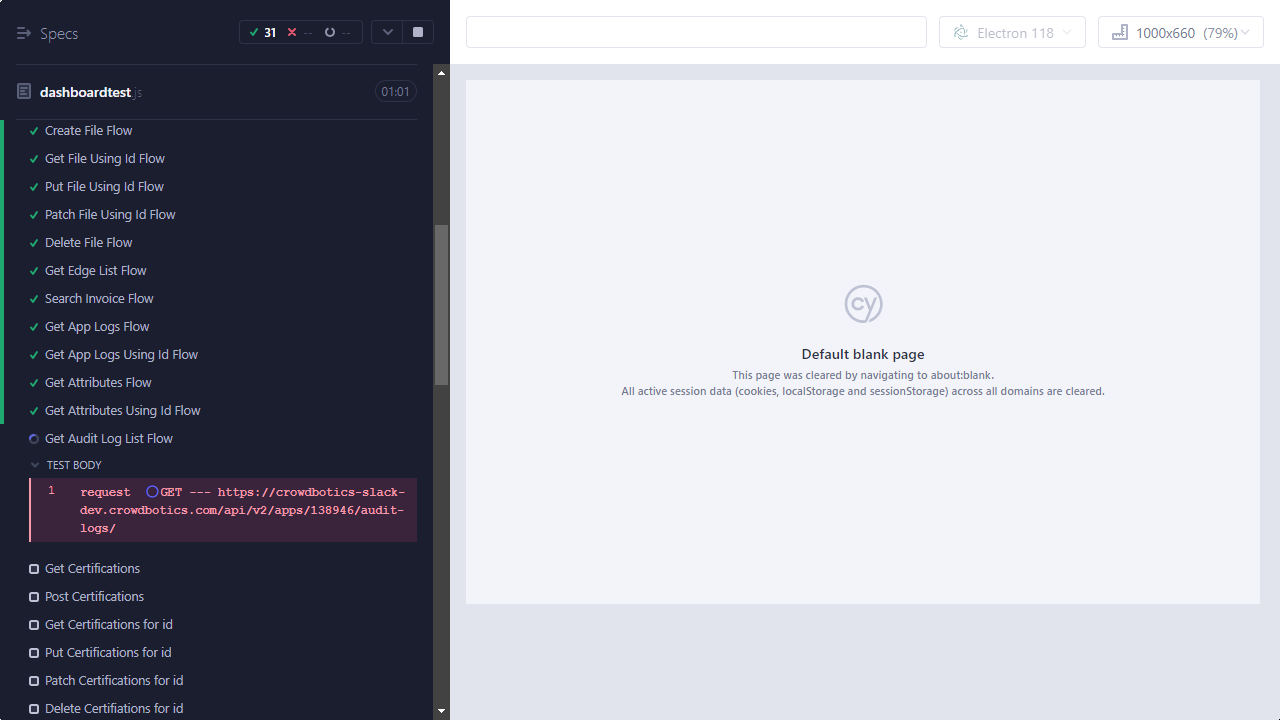 Specs
31
--
--
Electron 118
1000x660 (79%)
dashboardtest.js
01:01
Create File Flow
Get File Using Id Flow
Put File Using Id Flow
Patch File Using Id Flow
Delete File Flow
Get Edge List Flow
Search Invoice Flow
Get App Logs Flow
Get App Logs Using Id Flow
Get Attributes Flow
Get Attributes Using Id Flow
Get Audit Log List Flow
TEST BODY
1 request GET --- https://crowdbotics-slack-
dev.crowdbotics.com/api/v2/apps/138946/audit-
logs/
Get Certifications
Post Certifications
Get Certifications for id
Put Certifications for id
Patch Certifications for id
Delete Certifiations for id
cy
Default blank page
This page was cleared by navigating to about:blank.
All active session data (cookies, localStorage and sessionStorage) across all domains are cleared.